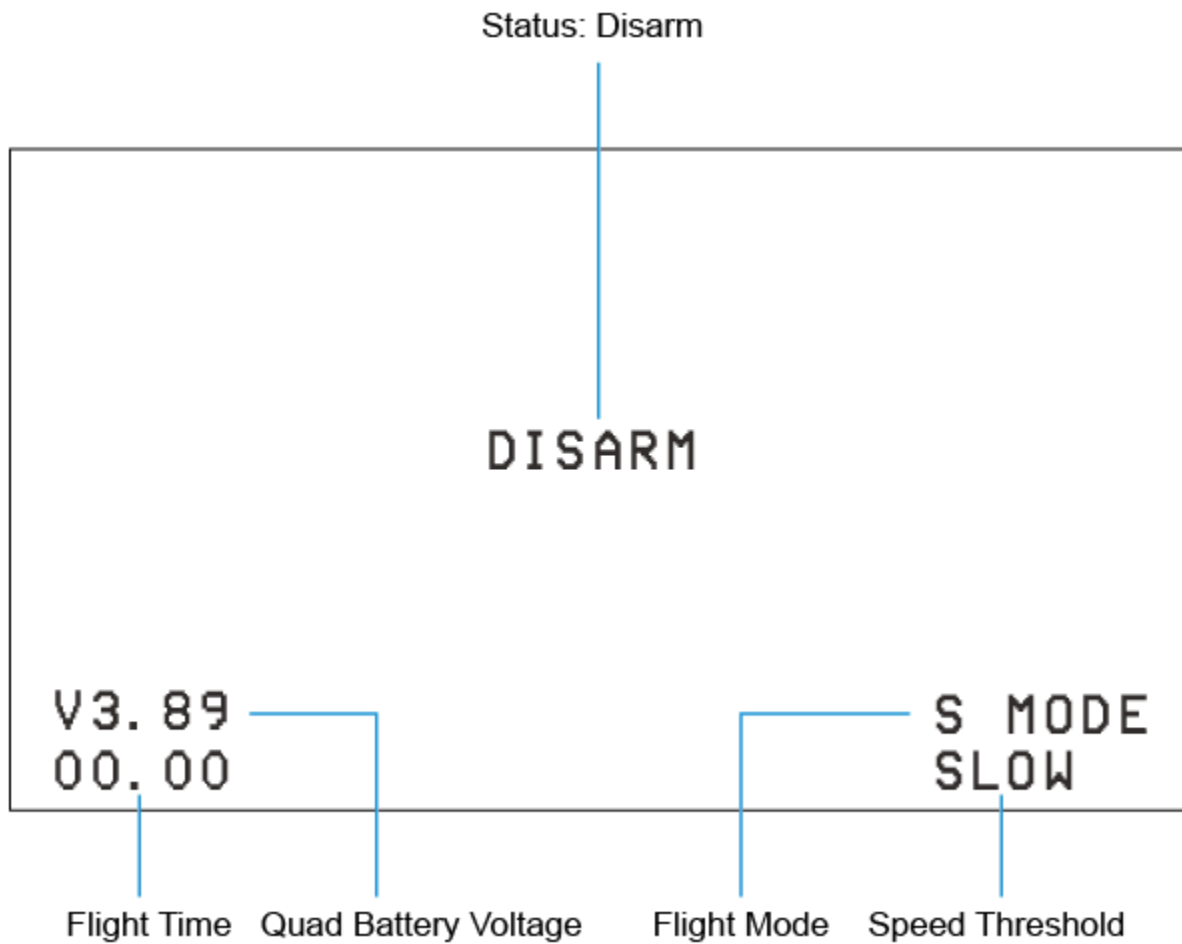 Status: Disarm
DISARM
V3.89
S MODE
00.00
SLOW
Flight Time
Quad Battery Voltage
Flight Mode
Speed Threshold